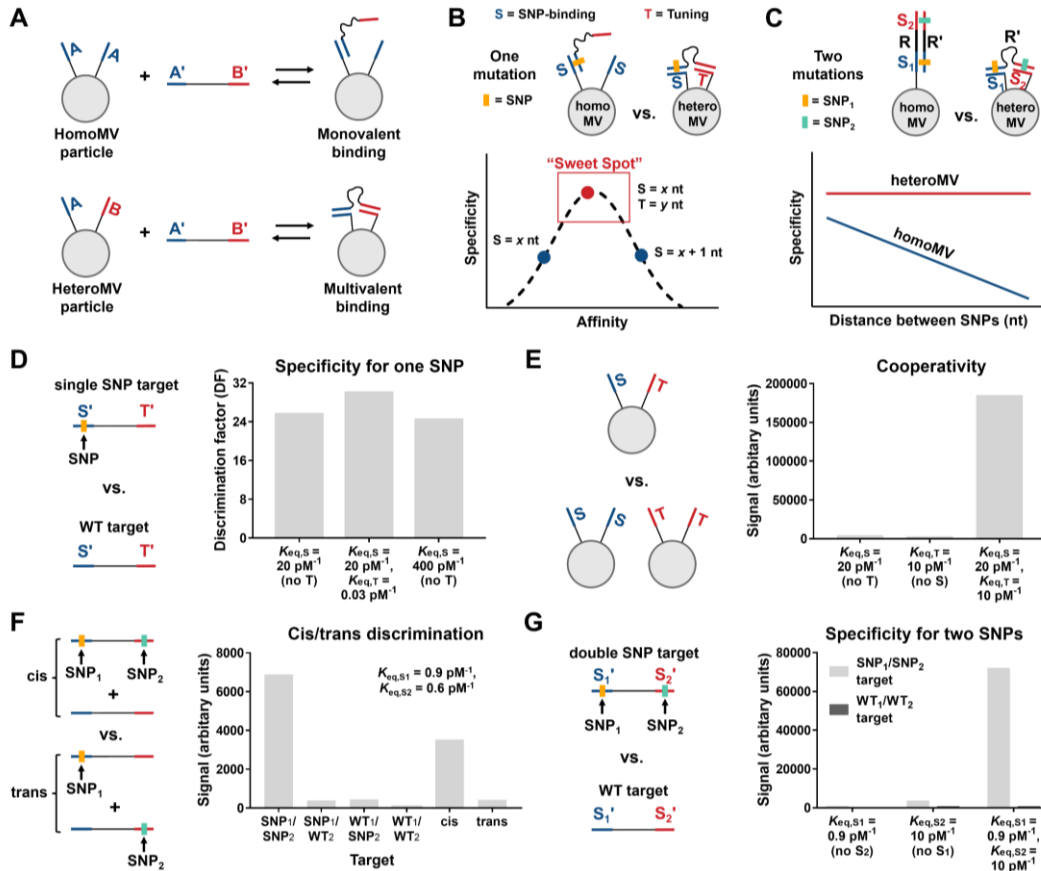 A
A
A
HomoMV
particle
+
A'
B'
Monovalent
binding
A
B
HeteroMV
particle
+
A'
B'
Multivalent
binding
B
S = SNP-binding
T = Tuning
One
mutation
= SNP
S
S
homo
MV
vs.
S
T
hetero
MV
"Sweet Spot"
S = x nt
T = y nt
S = x nt
S = x + 1 nt
Specificity
Affinity
C
Two
mutations
= SNP1
= SNP2
S2
R
R'
S1
homo
MV
vs.
R'
S1
S2
hetero
MV
heteroMV
homoMV
Specificity
Distance between SNPs (nt)
D
single SNP target
S'
T'
SNP
vs.
WT target
S'
T'
Specificity for one SNP
Discrimination factor (DF)
32
24
16
8
0
Keq,S =
20 pM-1
(no T)
Keq,S =
20 pM-1,
Keq,T =
0.03 pM-1
Keq,S =
400 pM-1
(no T)
E
S
T
vs.
S
S
T
T
Cooperativity
Signal (arbitary units)
200000
150000
100000
50000
0
Keq,S =
20 pM-1
(no T)
Keq,T =
10 pM-1
(no S)
Keq,S =
20 pM-1,
Keq,T =
10 pM-1
F
cis
SNP1
SNP2
+
vs.
trans
SNP1
+
SNP2
Cis/trans discrimination
Keq,S1 = 0.9 pM-1,
Keq,S2 = 0.6 pM-1
Signal (arbitary units)
8000
6000
4000
2000
0
SNP1/
SNP2
SNP1/
WT2
WT1/
SNP2
WT1/
WT2
cis
trans
Target
G
double SNP target
S1'
S2'
SNP1
SNP2
vs.
WT target
S1'
S2'
Specificity for two SNPs
SNP1/SNP2
target
WT1/WT2
target
Signal (arbitary units)
80000
60000
40000
20000
0
Keq,S1 =
0.9 pM-1
(no S2)
Keq,S2 =
10 pM-1
(no S1)
Keq,S1 =
0.9 pM-1,
Keq,S2 =
10 pM-1